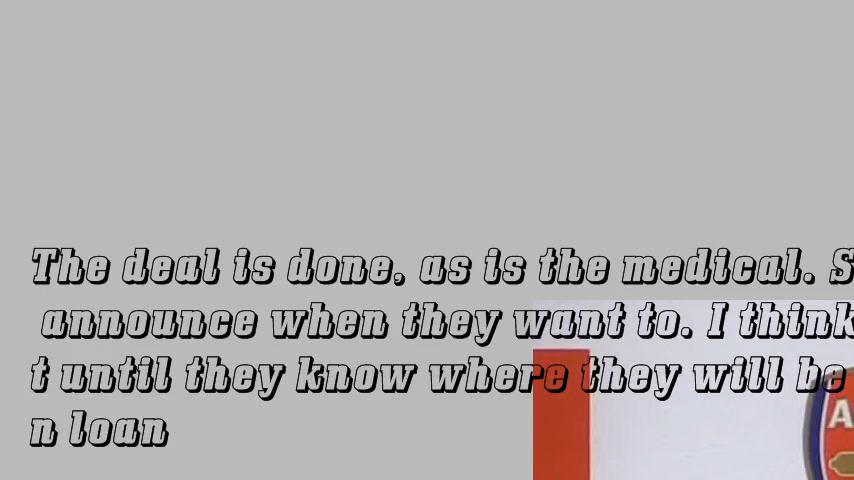 The deal is done, as is the medical. S
announce when they want to. I think
t until they know where they will be
n loan
A